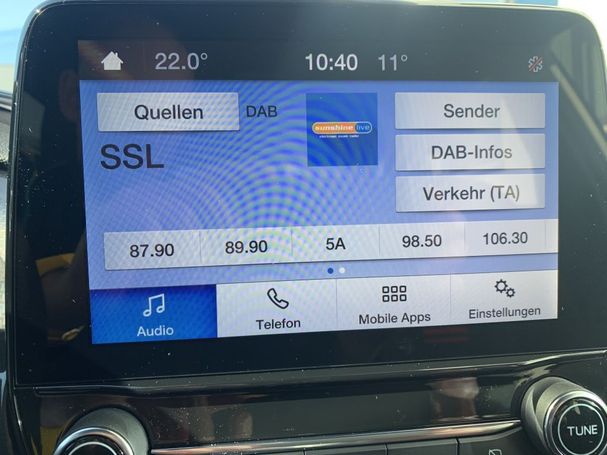 22.0° 10:40 11°
Quellen DAB sunshine live Sender
SSL DAB-Infos
Verkehr (TA)
87.90 89.90 5A 98.50 106.30
Audio Telefon Mobile Apps Einstellungen
TUNE